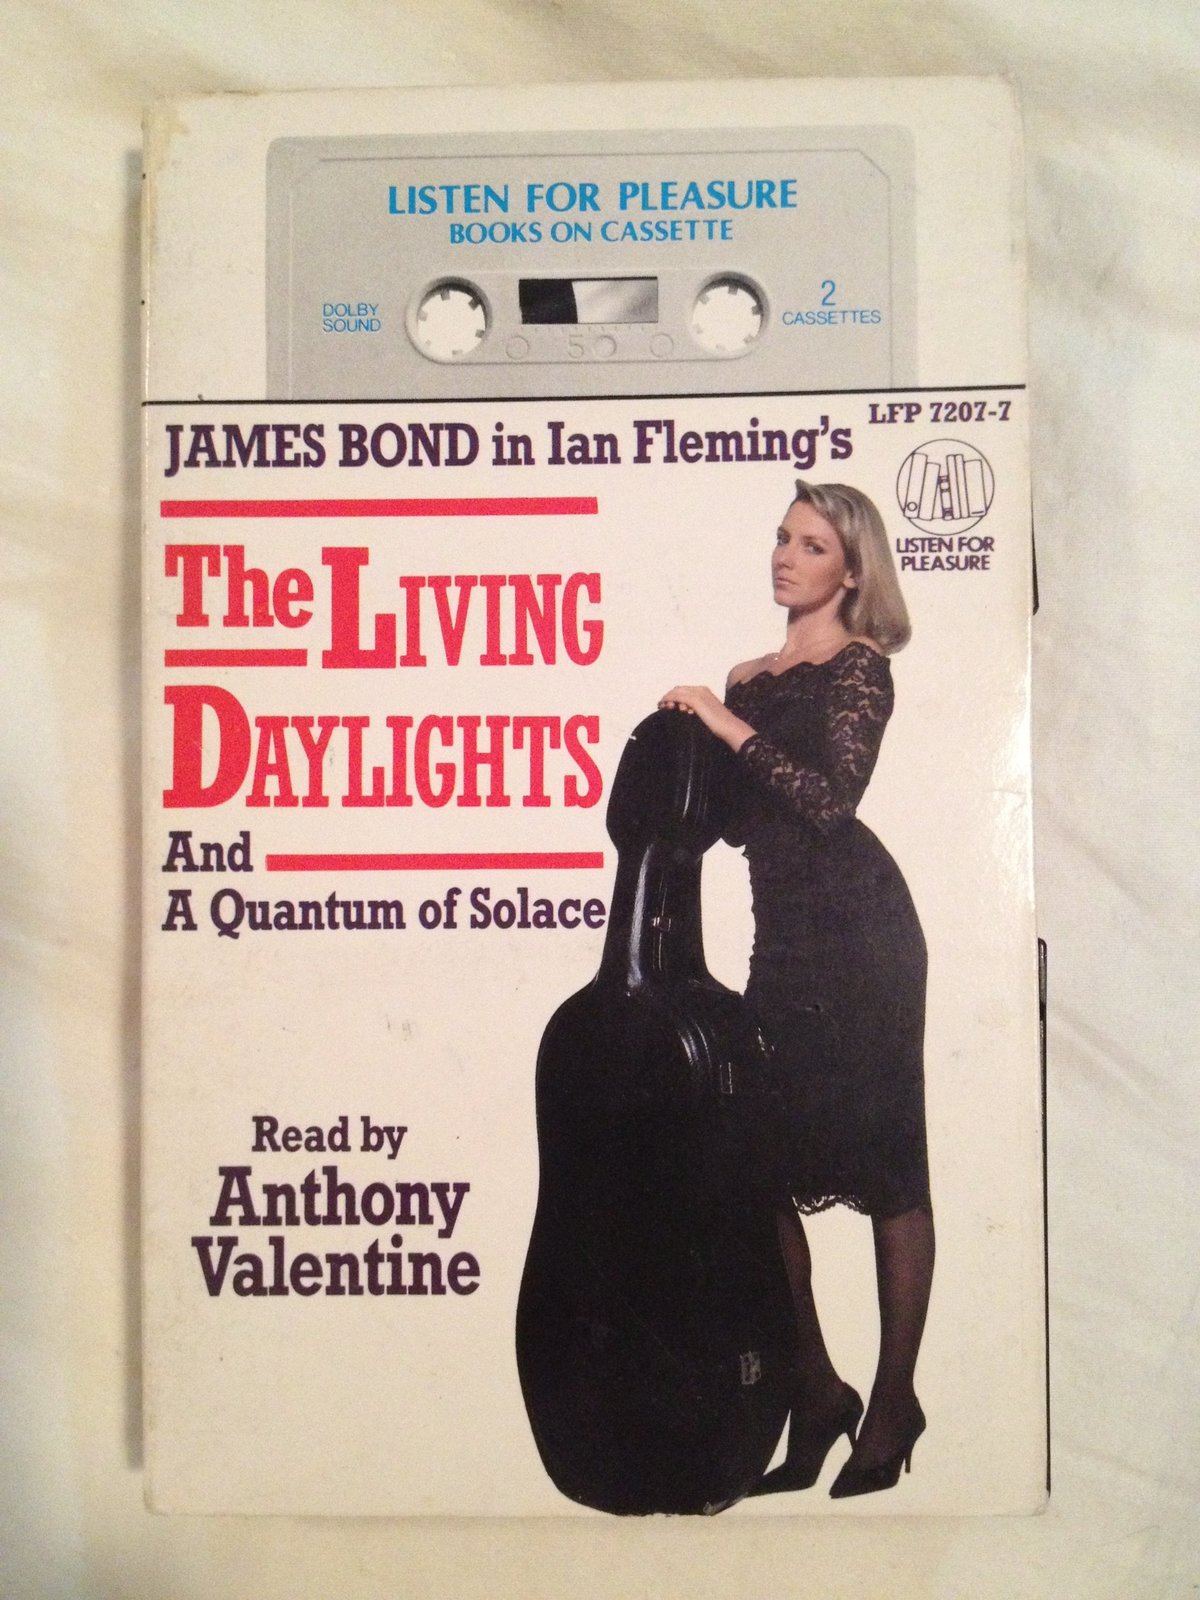 LISTEN FOR PLEASURE
BOOKS ON CASSETTE
DOLBY
SOUND
2
CASSETTES
50
LFP 7207-7
JAMES BOND in Ian Fleming's
LISTEN FOR
PLEASURE
The LIVING
DAYLIGHTS
And
A Quantum of Solace
Read by
Anthony
Valentine